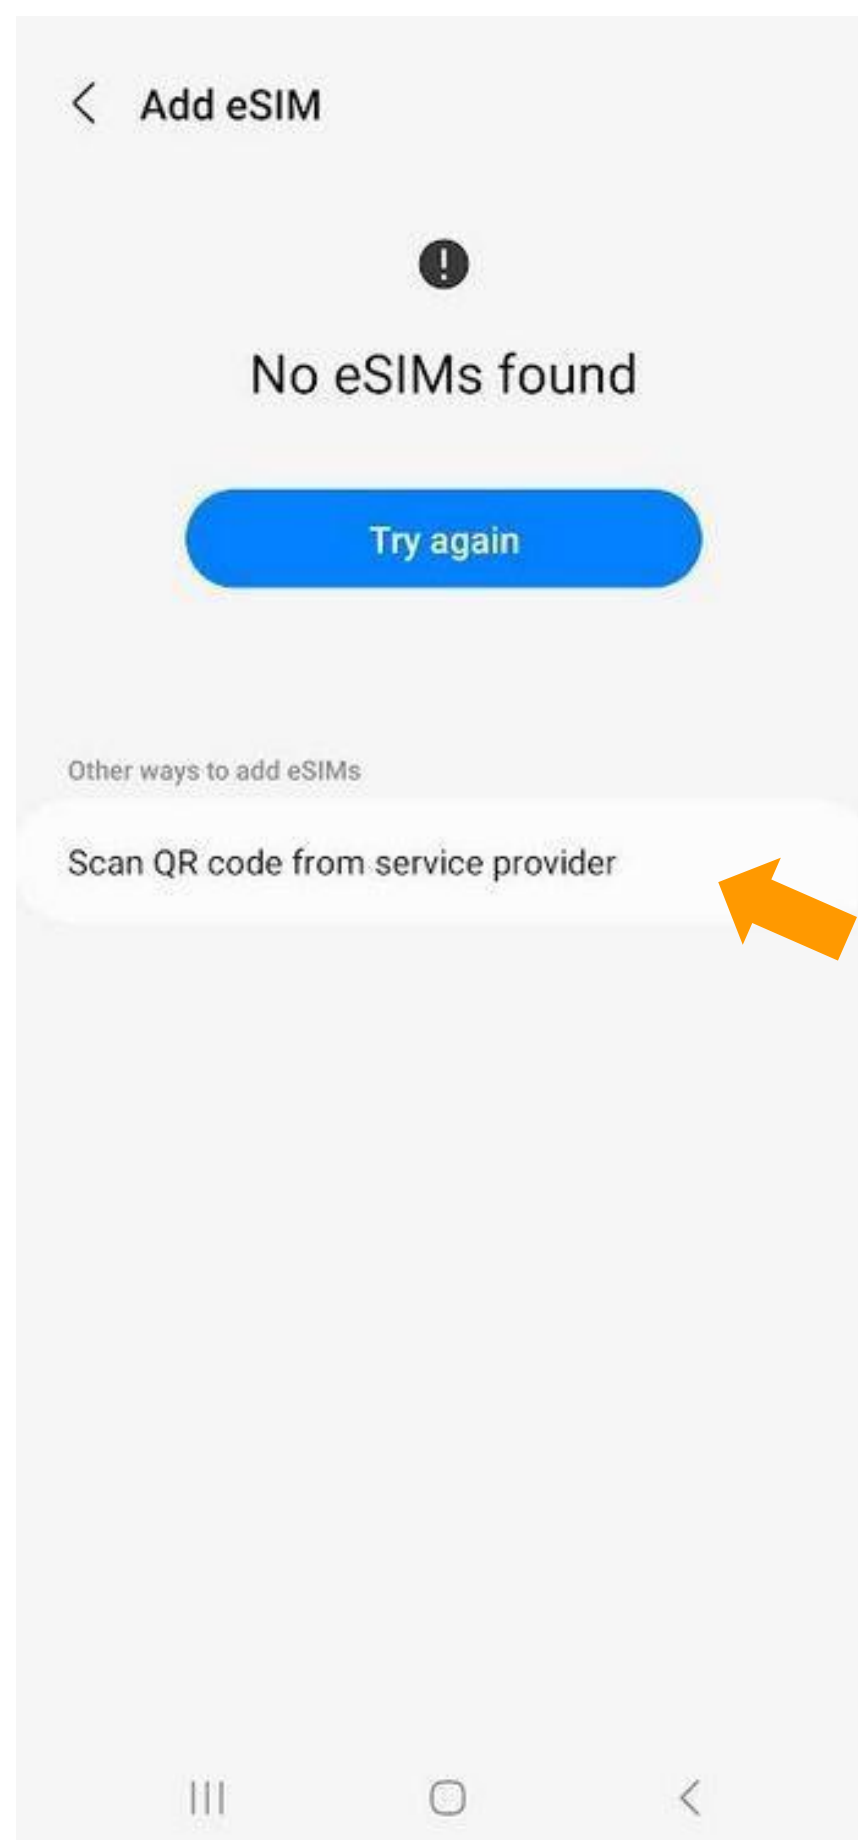 Add eSIM
No eSIMs found
Try again
Other ways to add eSIMs
Scan QR code from service provider